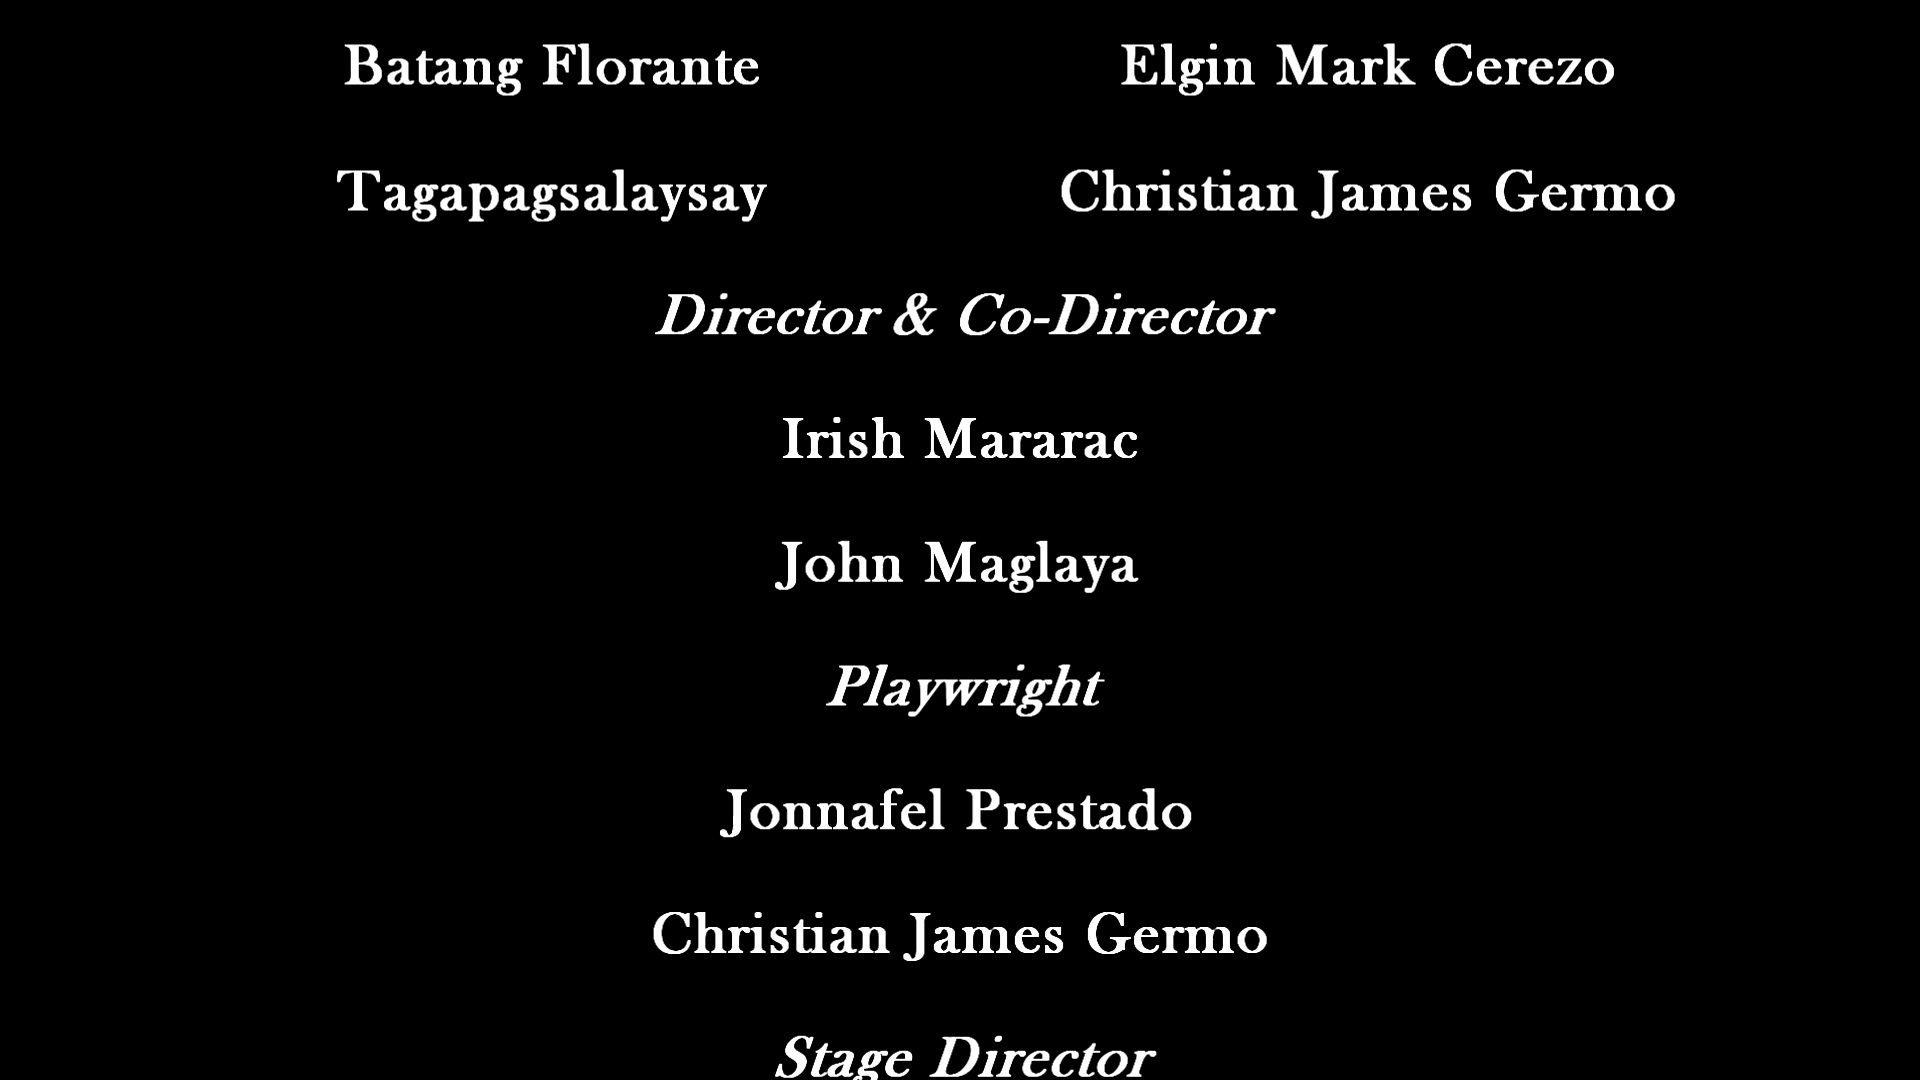 Batang Florante Elgin Mark Cerezo
Tagapagsalaysay Christian James Germo
Director & Co-Director
Irish Mararac
John Maglaya
Playwright
Jonnafel Prestado
Christian James Germo
Stage Director